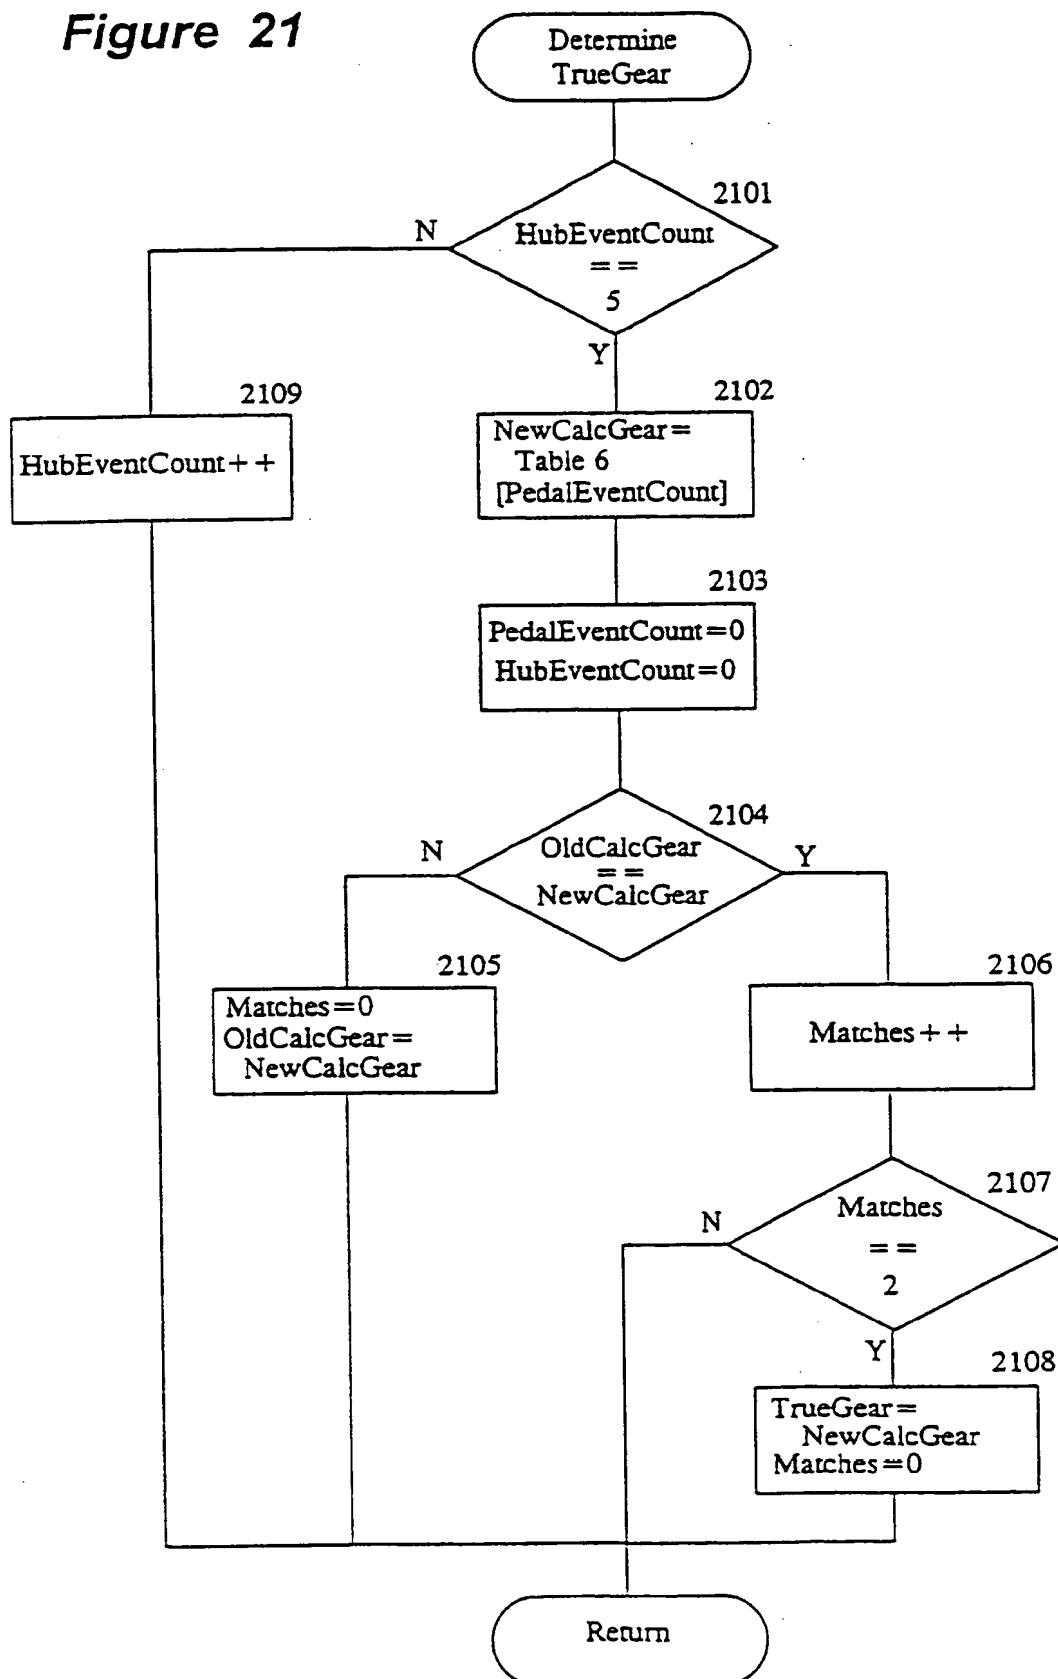 Figure 21
Determine
TrueGear
2101
N
HubEventCount
==
5
Y
2109
HubEventCount++
2102
NewCalcGear=
Table 6
[PedalEventCount]
2103
PedalEventCount=0
HubEventCount=0
2104
N
OldCalcGear
==
NewCalcGear
Y
2105
Matches=0
OldCalcGear=
NewCalcGear
2106
Matches++
2107
N
Matches
==
2
Y
2108
TrueGear=
NewCalcGear
Matches=0
Return